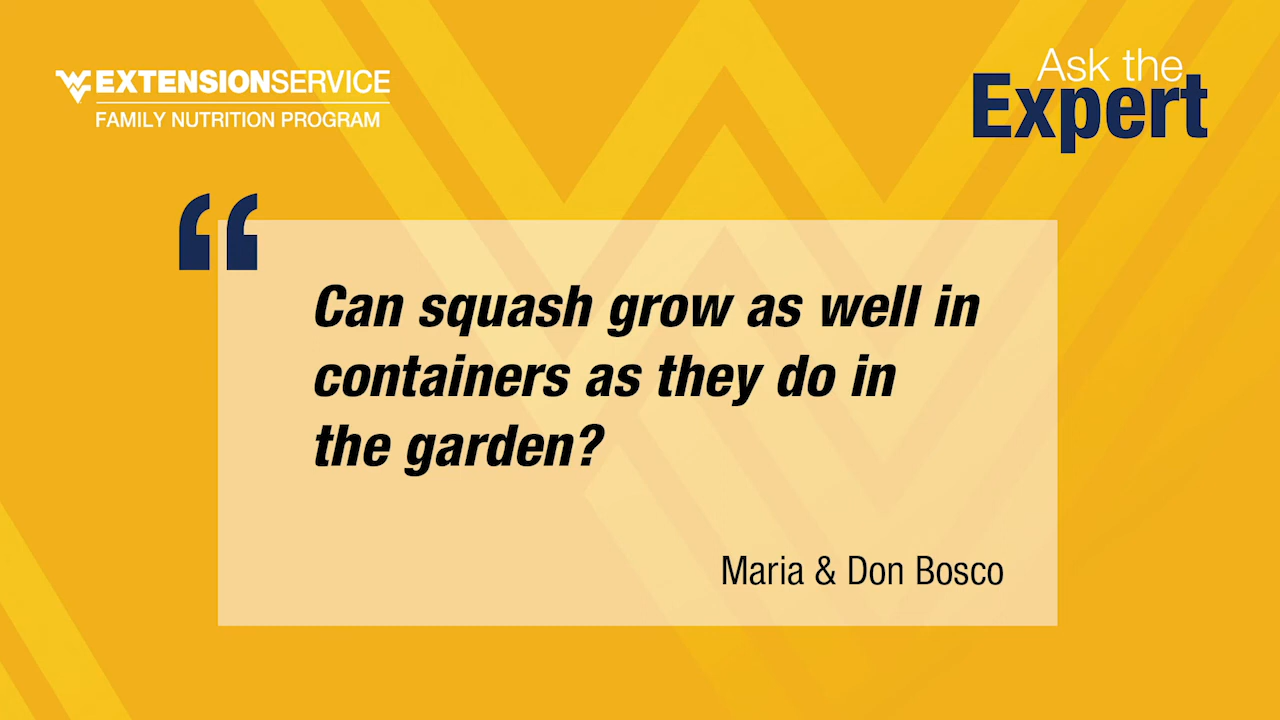 EXTENSIONSERVICE
FAMILY NUTRITION PROGRAM
Ask the
Expert
“
Can squash grow as well in
containers as they do in
the garden?
Maria & Don Bosco